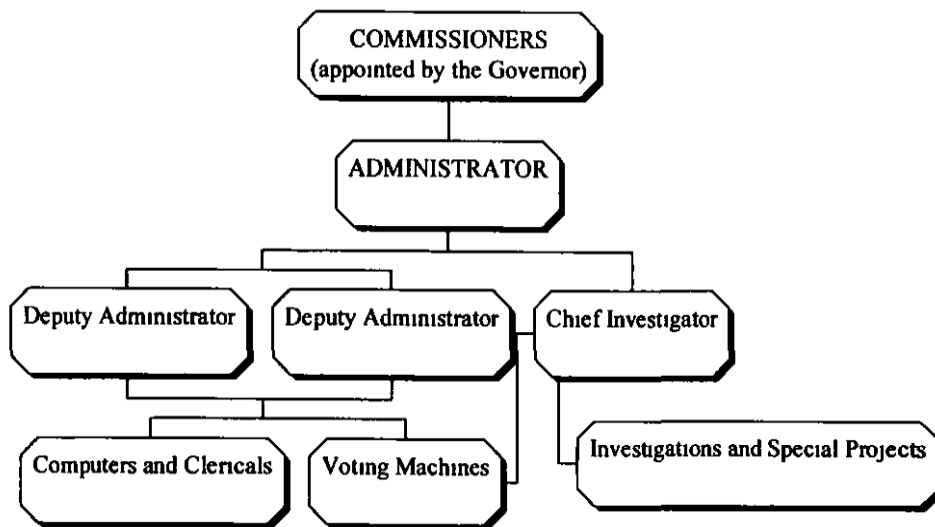 COMMISSIONERS
(appointed by the Governor)
ADMINISTRATOR
Deputy Administrator
Deputy Administrator
Chief Investigator
Computers and Clericals
Voting Machines
Investigations and Special Projects